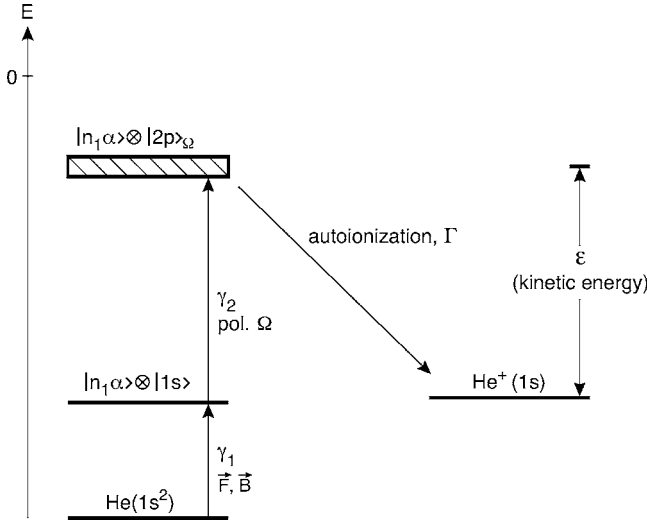 E
0
|n₁α>⊗|2p>Ω
autoionization, Γ
ε
(kinetic energy)
γ₂
pol. Ω
|n₁α>⊗|1s>
He⁺(1s)
γ₁
F⃗, B⃗
He(1s²)